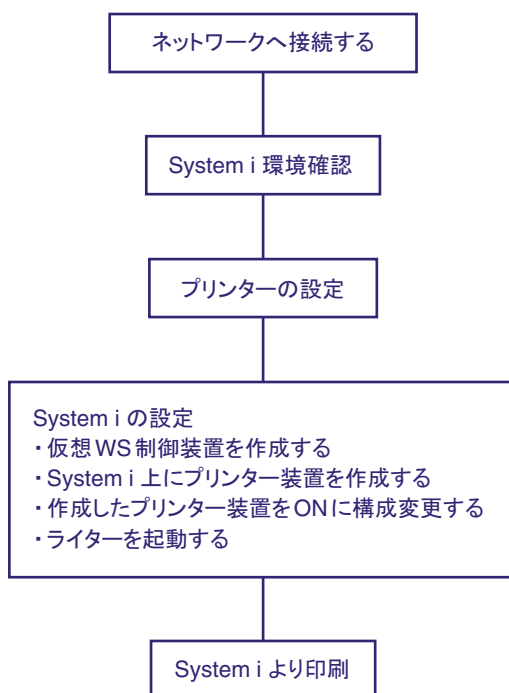 ネットワークへ接続する
System i 環境確認
プリンターの設定
System i の設定
・仮想WS制御装置を作成する
・System i 上にプリンター装置を作成する
・作成したプリンター装置をONに構成変更する
・ライターを起動する
System i より印刷